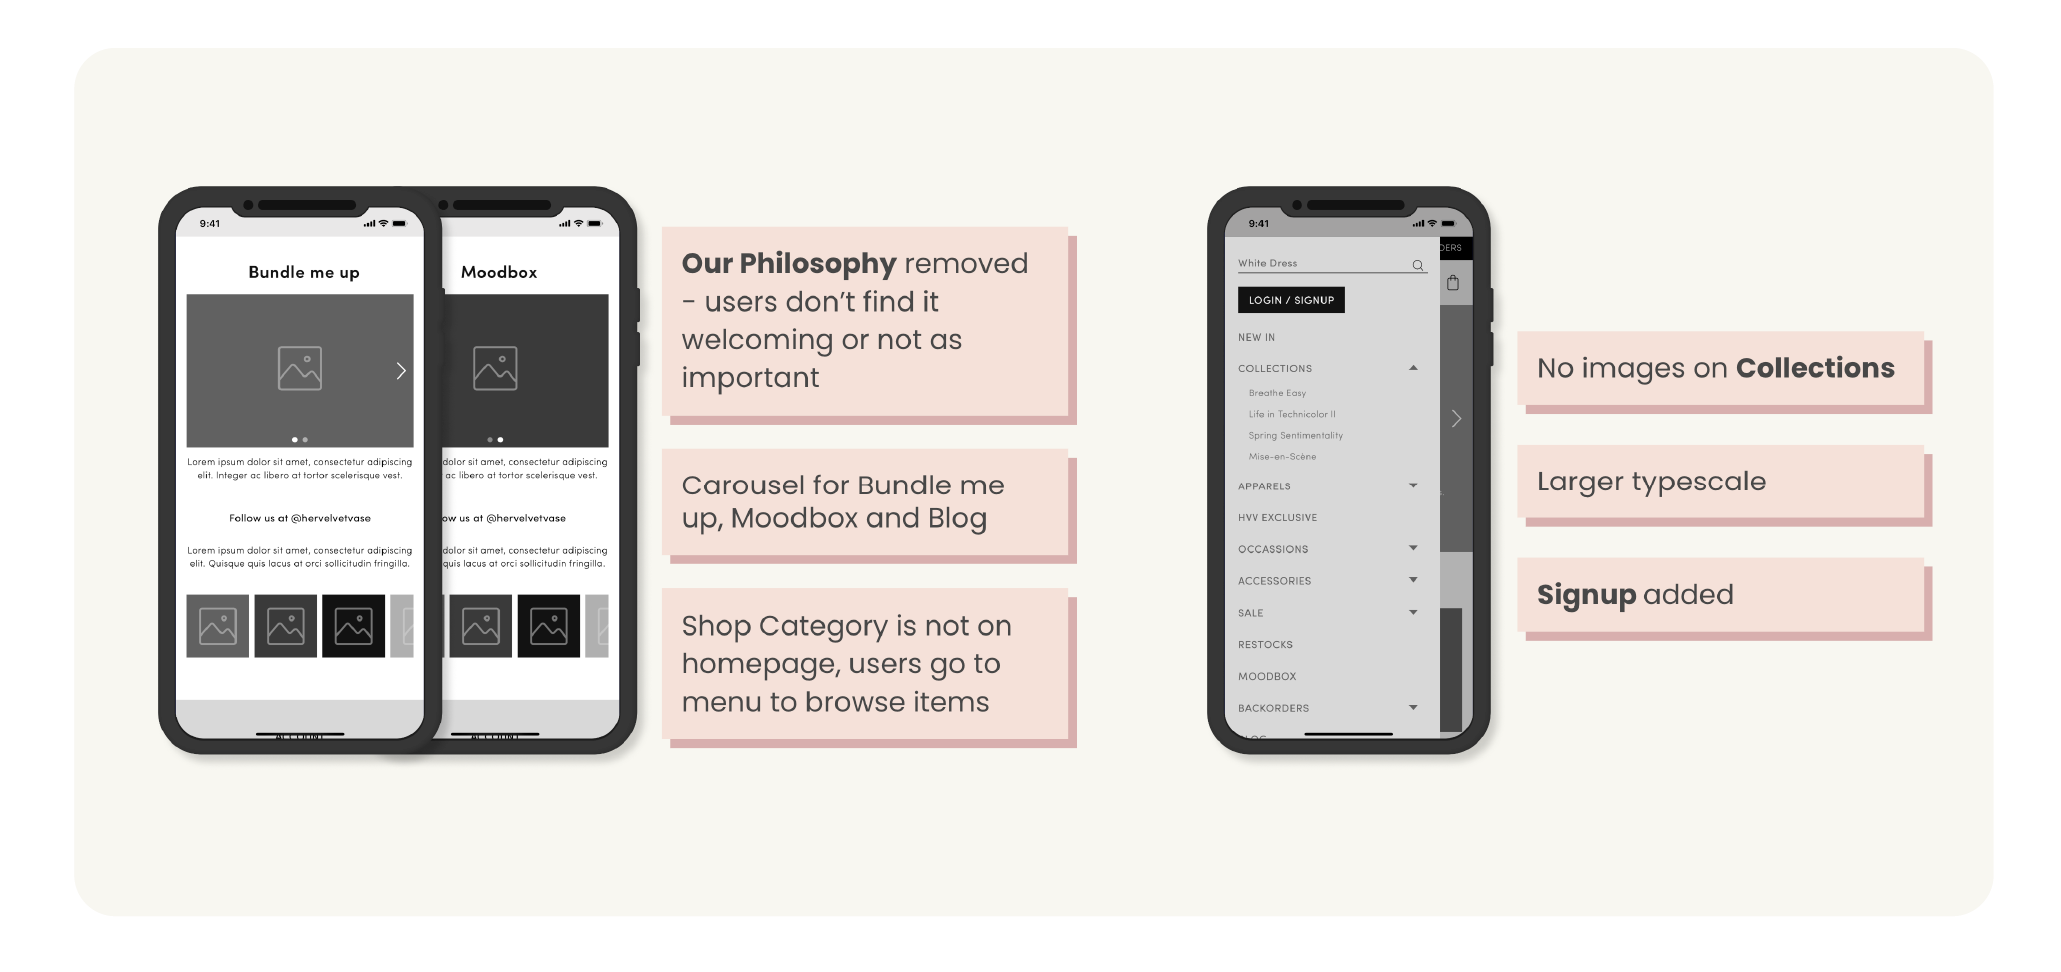 9:41
Bundle me up
Lorem ipsum dolor sit amet, consectetur adipiscing
elit. Integer ac libero at tortor scelerisque vest.
Follow us at @hervelvetvase
Lorem ipsum dolor sit amet, consectetur adipiscing
elit. Quisque quis lacus at orci sollicitudin fringilla.
ACCOUNT
Moodbox
dolor sit amet, consectetur adipiscing
ac libero at tortor scelerisque vest.
ow us at @hervelvetvase
dolor sit amet, consectetur adipiscing
quis lacus at orci sollicitudin fringilla.
ACCOUNT
Our Philosophy removed
- users don't find it
welcoming or not as
important
Carousel for Bundle me
up, Moodbox and Blog
Shop Category is not on
homepage, users go to
menu to browse items
9:41
DERS
White Dress
LOGIN / SIGNUP
NEW IN
COLLECTIONS
Breathe Easy
Life in Technicolor II
Spring Sentimentality
Mise-en-Scène
APPARELS
HVV EXCLUSIVE
OCCASSIONS
ACCESSORIES
SALE
RESTOCKS
MOODBOX
BACKORDERS
BLOG
No images on Collections
Larger typescale
Signup added